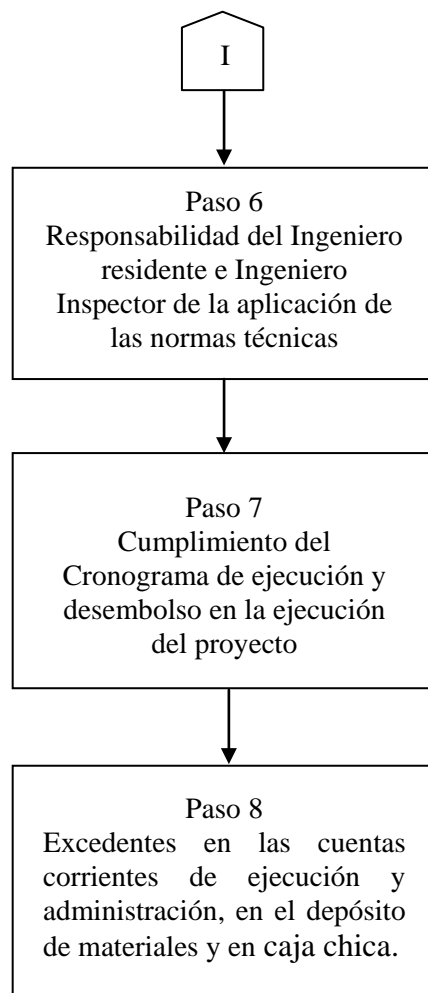 I
Paso 6
Responsabilidad del Ingeniero
residente e Ingeniero
Inspector de la aplicación de
las normas técnicas
Paso 7
Cumplimiento del
Cronograma de ejecución y
desembolso en la ejecución
del proyecto
Paso 8
Excedentes en las cuentas
corrientes de ejecución y
administración, en el depósito
de materiales y en caja chica.